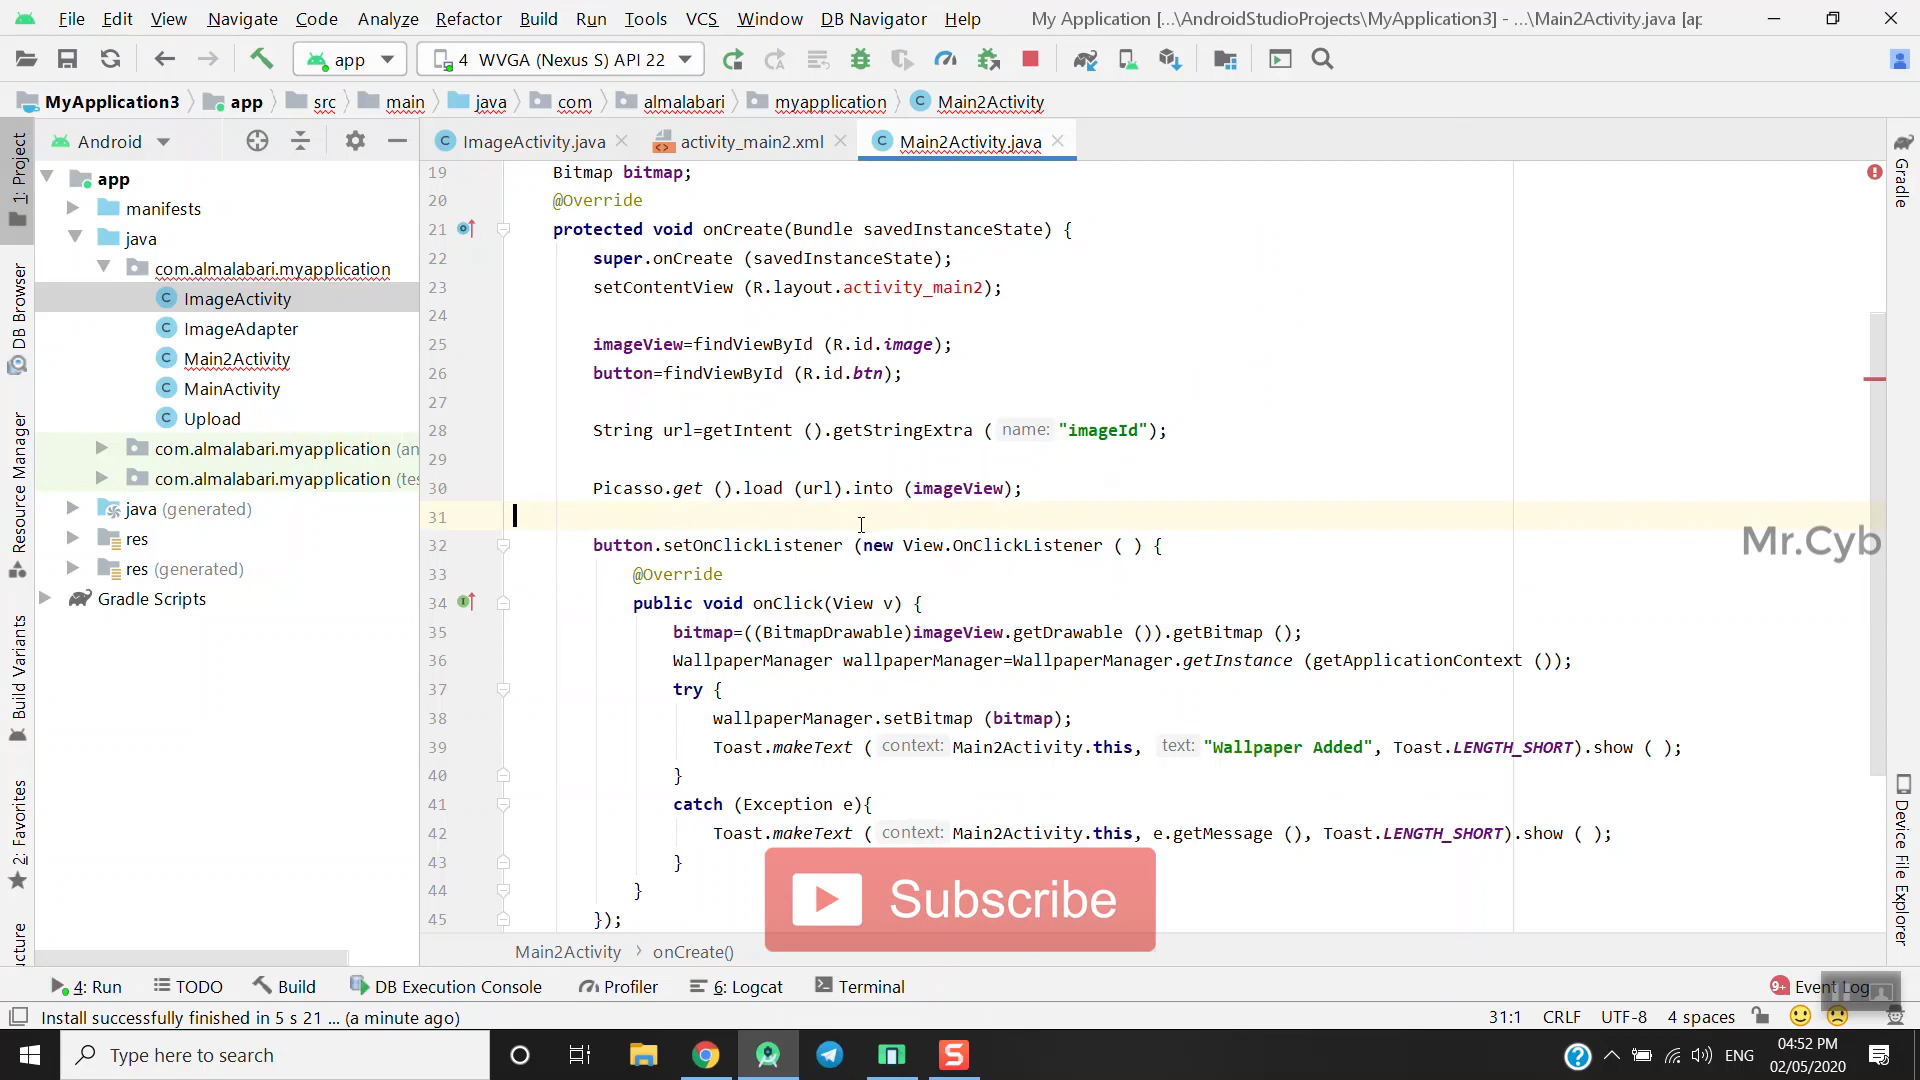 File Edit View Navigate Code Analyze Refactor Build Run Tools VCS Window DB Navigator Help My Application [...\AndroidStudioProjects\MyApplication3] - ...\Main2Activity.java [ap
app 4 WVGA (Nexus S) API 22
MyApplication3 app src main java com almalabari myapplication Main2Activity
Android ImageActivity.java activity_main2.xml Main2Activity.java
1: Project
DB Browser
Resource Manager
Build Variants
2: Favorites
ucture
app
manifests
java
com.almalabari.myapplication
ImageActivity
ImageAdapter
Main2Activity
MainActivity
Upload
com.almalabari.myapplication (an
com.almalabari.myapplication (tes
java (generated)
res
res (generated)
Gradle Scripts
19 Bitmap bitmap;
20 @Override
21 protected void onCreate(Bundle savedInstanceState) {
22 super.onCreate (savedInstanceState);
23 setContentView (R.layout.activity_main2);
24
25 imageView=findViewById (R.id.image);
26 button=findViewById (R.id.btn);
27
28 String url=getIntent ().getStringExtra ( name: "imageId");
29
30 Picasso.get ().load (url).into (imageView);
31
32 button.setOnClickListener (new View.OnClickListener ( ) {
33 @Override
34 public void onClick(View v) {
35 bitmap=((BitmapDrawable)imageView.getDrawable ()).getBitmap ();
36 WallpaperManager wallpaperManager=WallpaperManager.getInstance (getApplicationContext ());
37 try {
38 wallpaperManager.setBitmap (bitmap);
39 Toast.makeText ( context: Main2Activity.this, text: "Wallpaper Added", Toast.LENGTH_SHORT).show ( );
40 }
41 catch (Exception e){
42 Toast.makeText ( context: Main2Activity.this, e.getMessage (), Toast.LENGTH_SHORT).show ( );
43 }
44 }
45 });
Mr.Cyb
Subscribe
Gradle
Device File Explorer
Main2Activity onCreate()
4: Run TODO Build DB Execution Console Profiler 6: Logcat Terminal 9+ Event Log
Install successfully finished in 5 s 21 ... (a minute ago) 31:1 CRLF UTF-8 4 spaces
Type here to search ENG 04:52 PM
02/05/2020